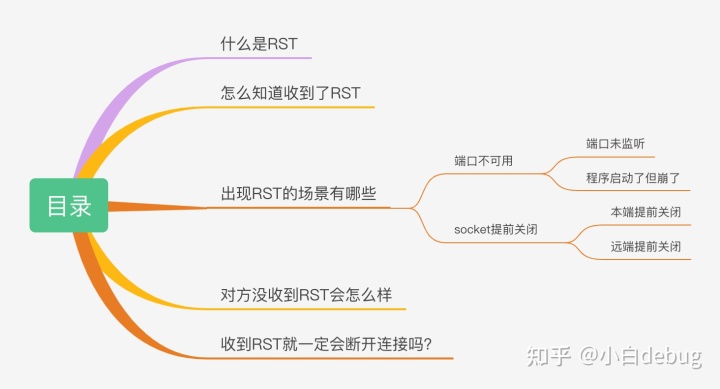 目录
什么是RST
怎么知道收到了RST
出现RST的场景有哪些
端口不可用
端口未监听
程序启动了但崩了
socket提前关闭
本端提前关闭
远端提前关闭
对方没收到RST会怎么样
收到RST就一定会断开连接吗?
知乎 @小白debug